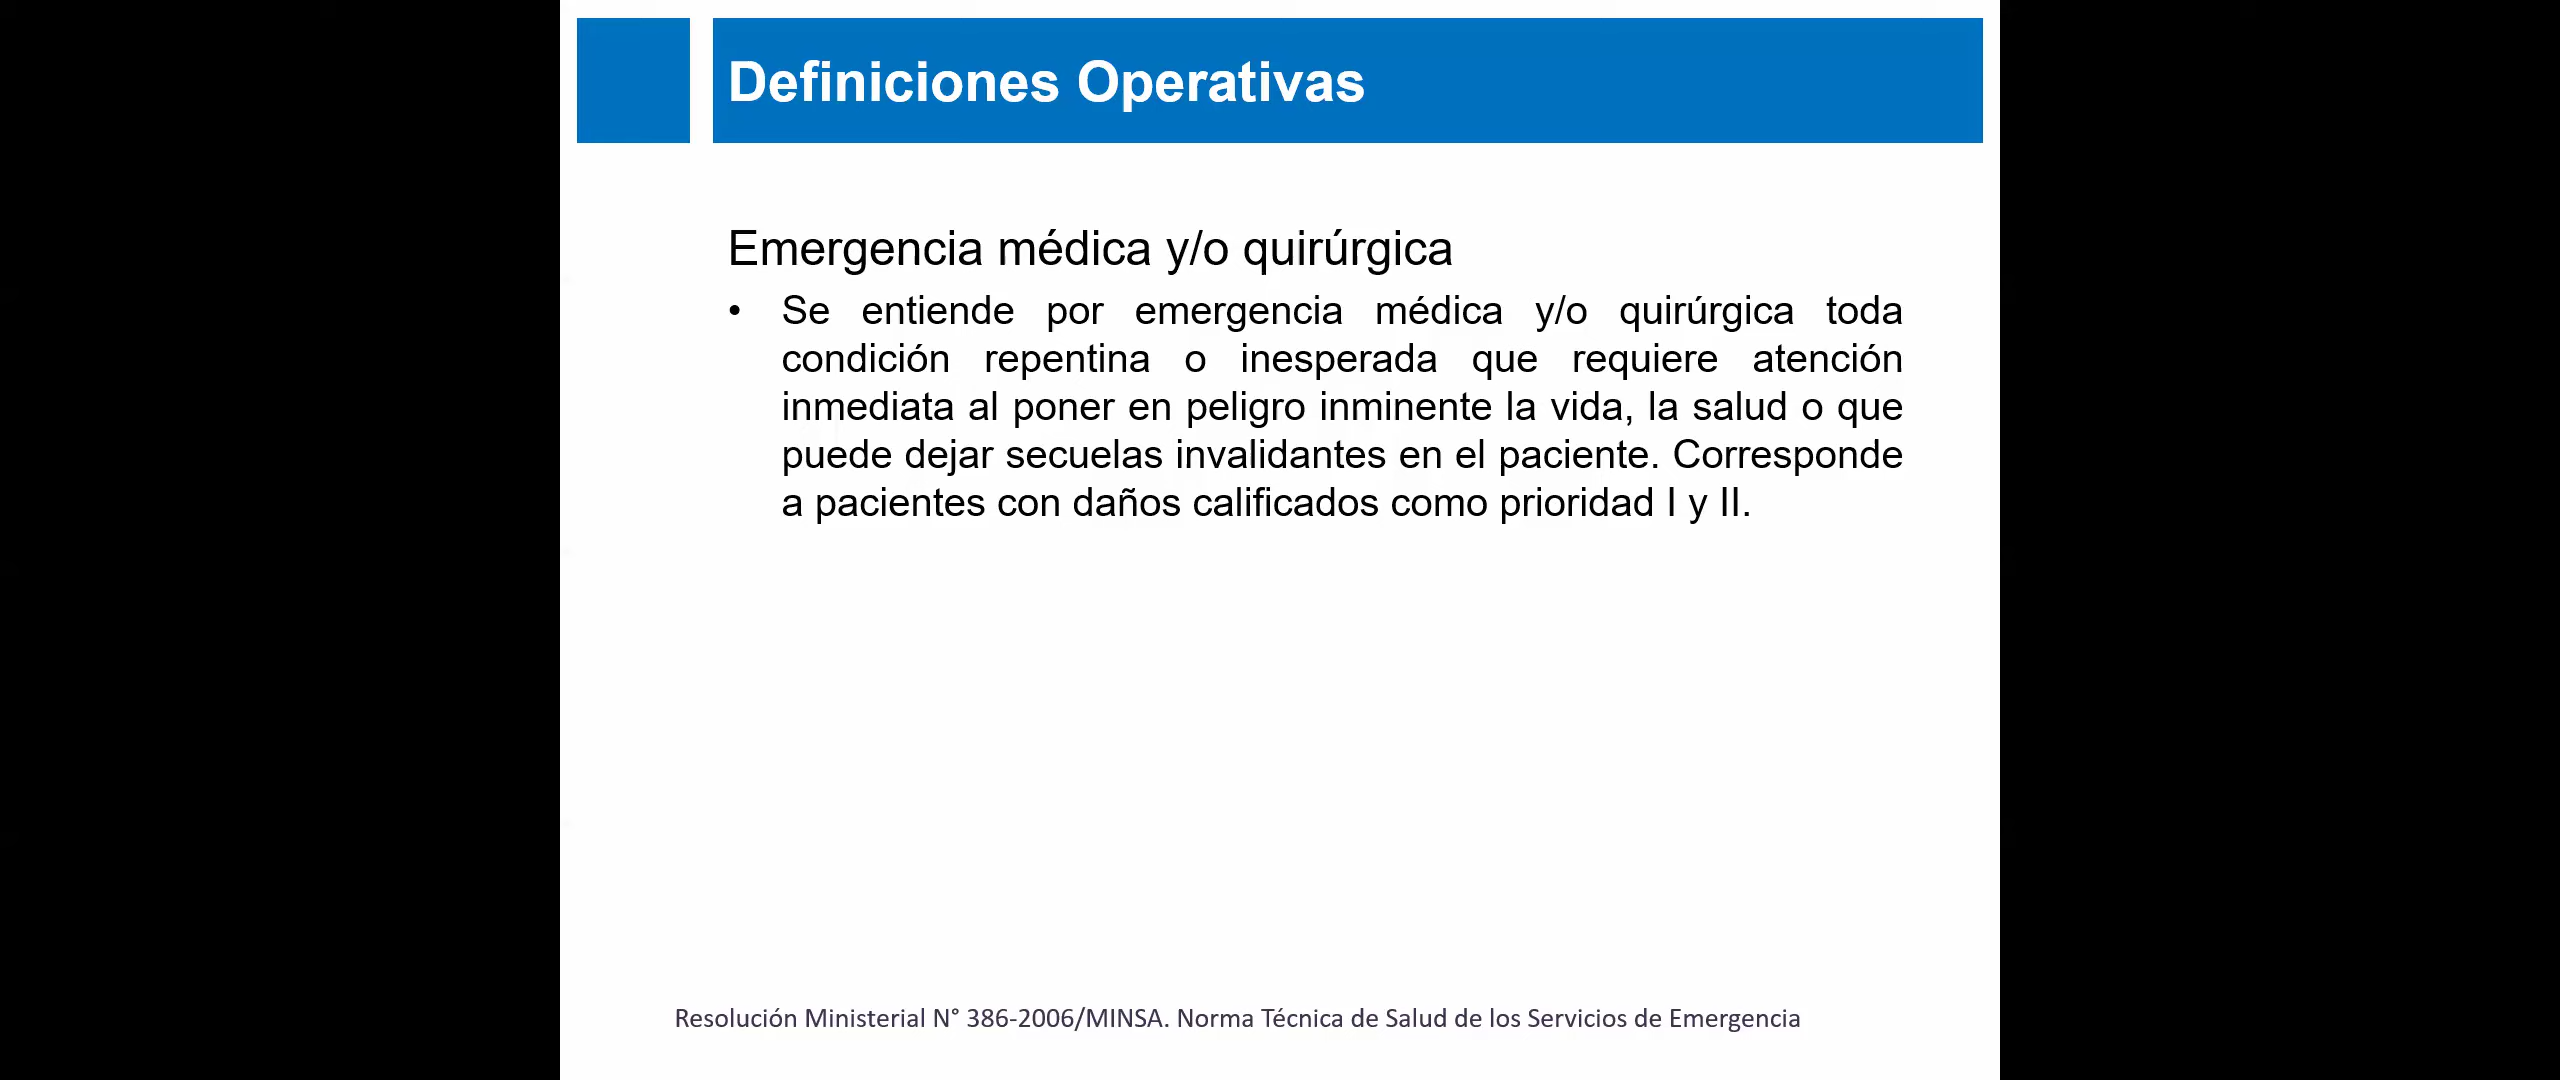 Definiciones Operativas
Emergencia médica y/o quirúrgica
• Se entiende por emergencia médica y/o quirúrgica toda
condición repentina o inesperada que requiere atención
inmediata al poner en peligro inminente la vida, la salud o que
puede dejar secuelas invalidantes en el paciente. Corresponde
a pacientes con daños calificados como prioridad I y II.
Resolución Ministerial N° 386-2006/MINSA. Norma Técnica de Salud de los Servicios de Emergencia